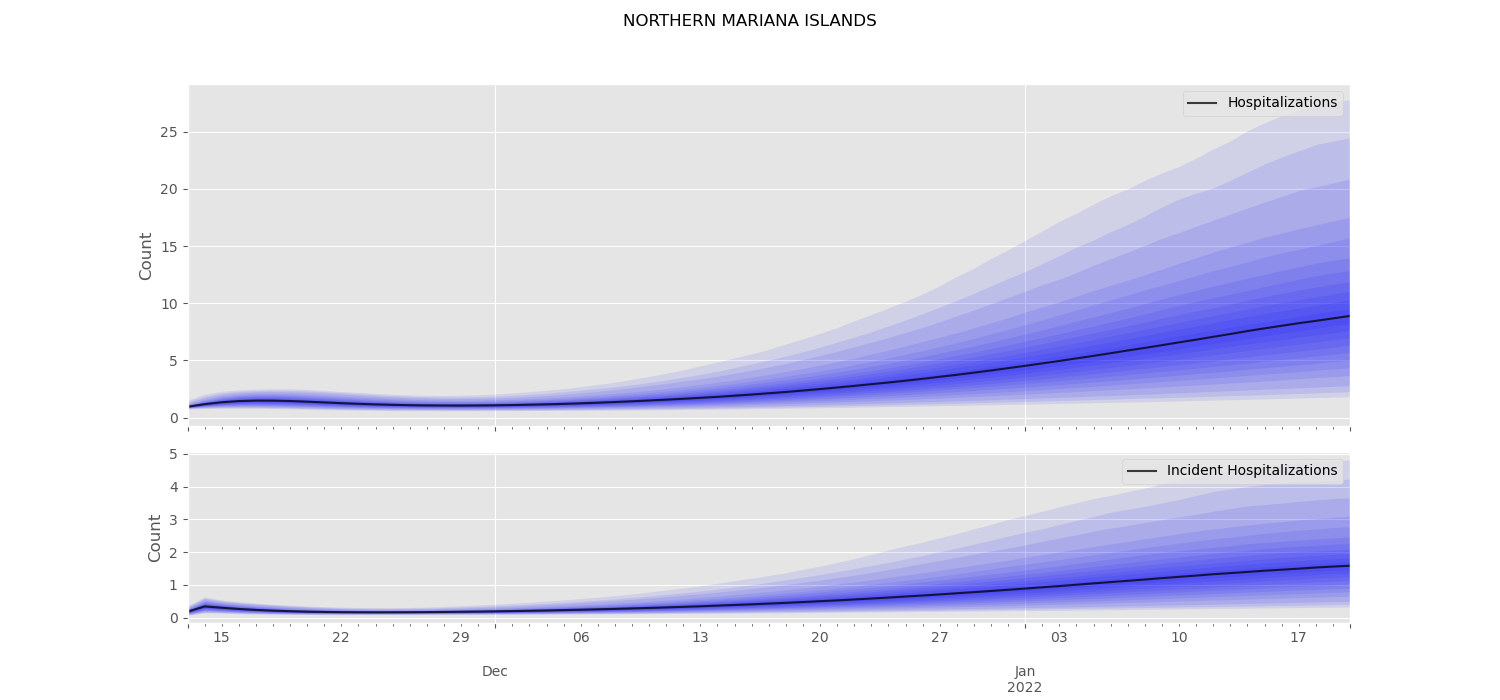 NORTHERN MARIANA ISLANDS
Hospitalizations
Count
25
20
15
10
5
0
Incident Hospitalizations
Count
5
4
3
2
1
0
15 22 29 06 13 20 27 03 10 17
Dec Jan
2022